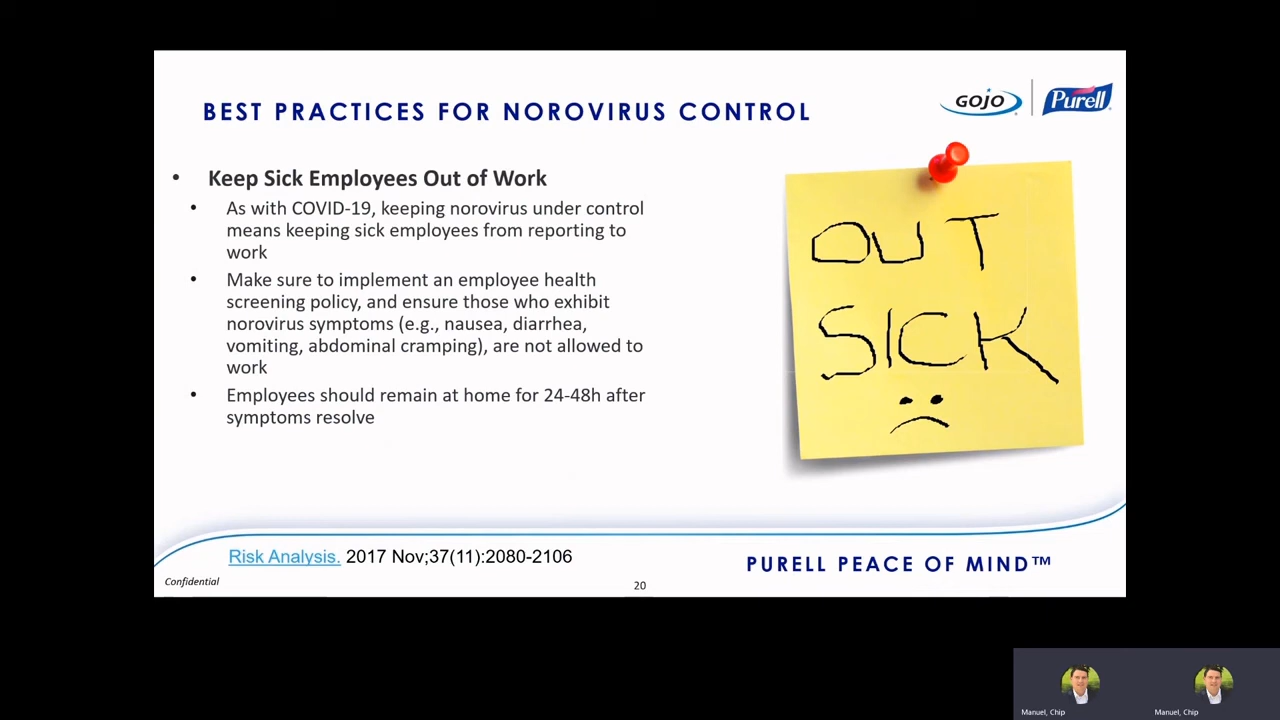 BEST PRACTICES FOR NOROVIRUS CONTROL
GOJO
Purell
• Keep Sick Employees Out of Work
• As with COVID-19, keeping norovirus under control
means keeping sick employees from reporting to
work
• Make sure to implement an employee health
screening policy, and ensure those who exhibit
norovirus symptoms (e.g., nausea, diarrhea,
vomiting, abdominal cramping), are not allowed to
work
• Employees should remain at home for 24-48h after
symptoms resolve
OUT
SICK
Risk Analysis. 2017 Nov;37(11):2080-2106
PURELL PEACE OF MIND™
Confidential
20
Manuel, Chip
Manuel, Chip